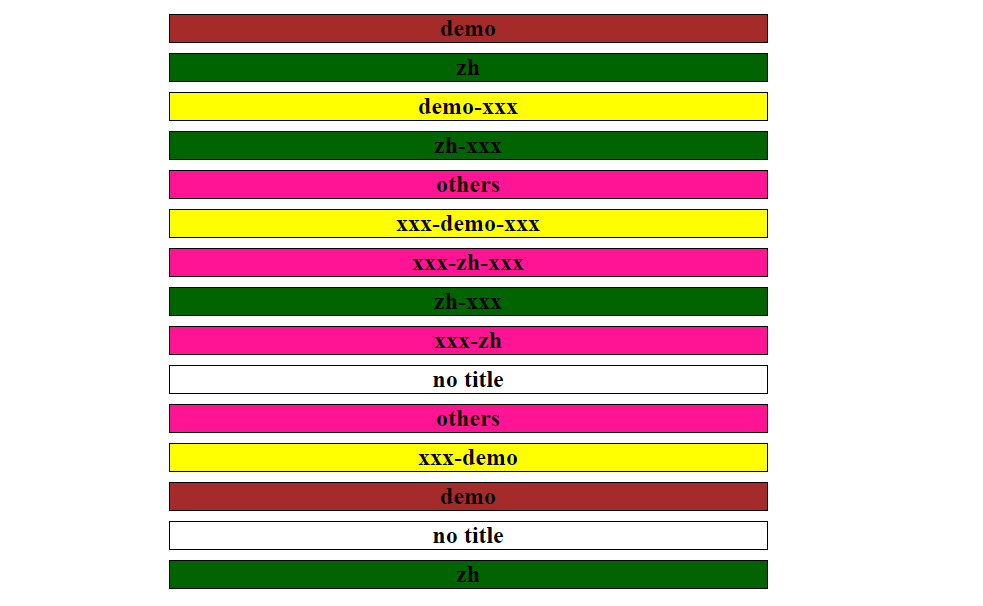 demo
zh
demo-xxx
zh-xxx
others
xxx-demo-xxx
xxx-zh-xxx
zh-xxx
xxx-zh
no title
others
xxx-demo
demo
no title
zh